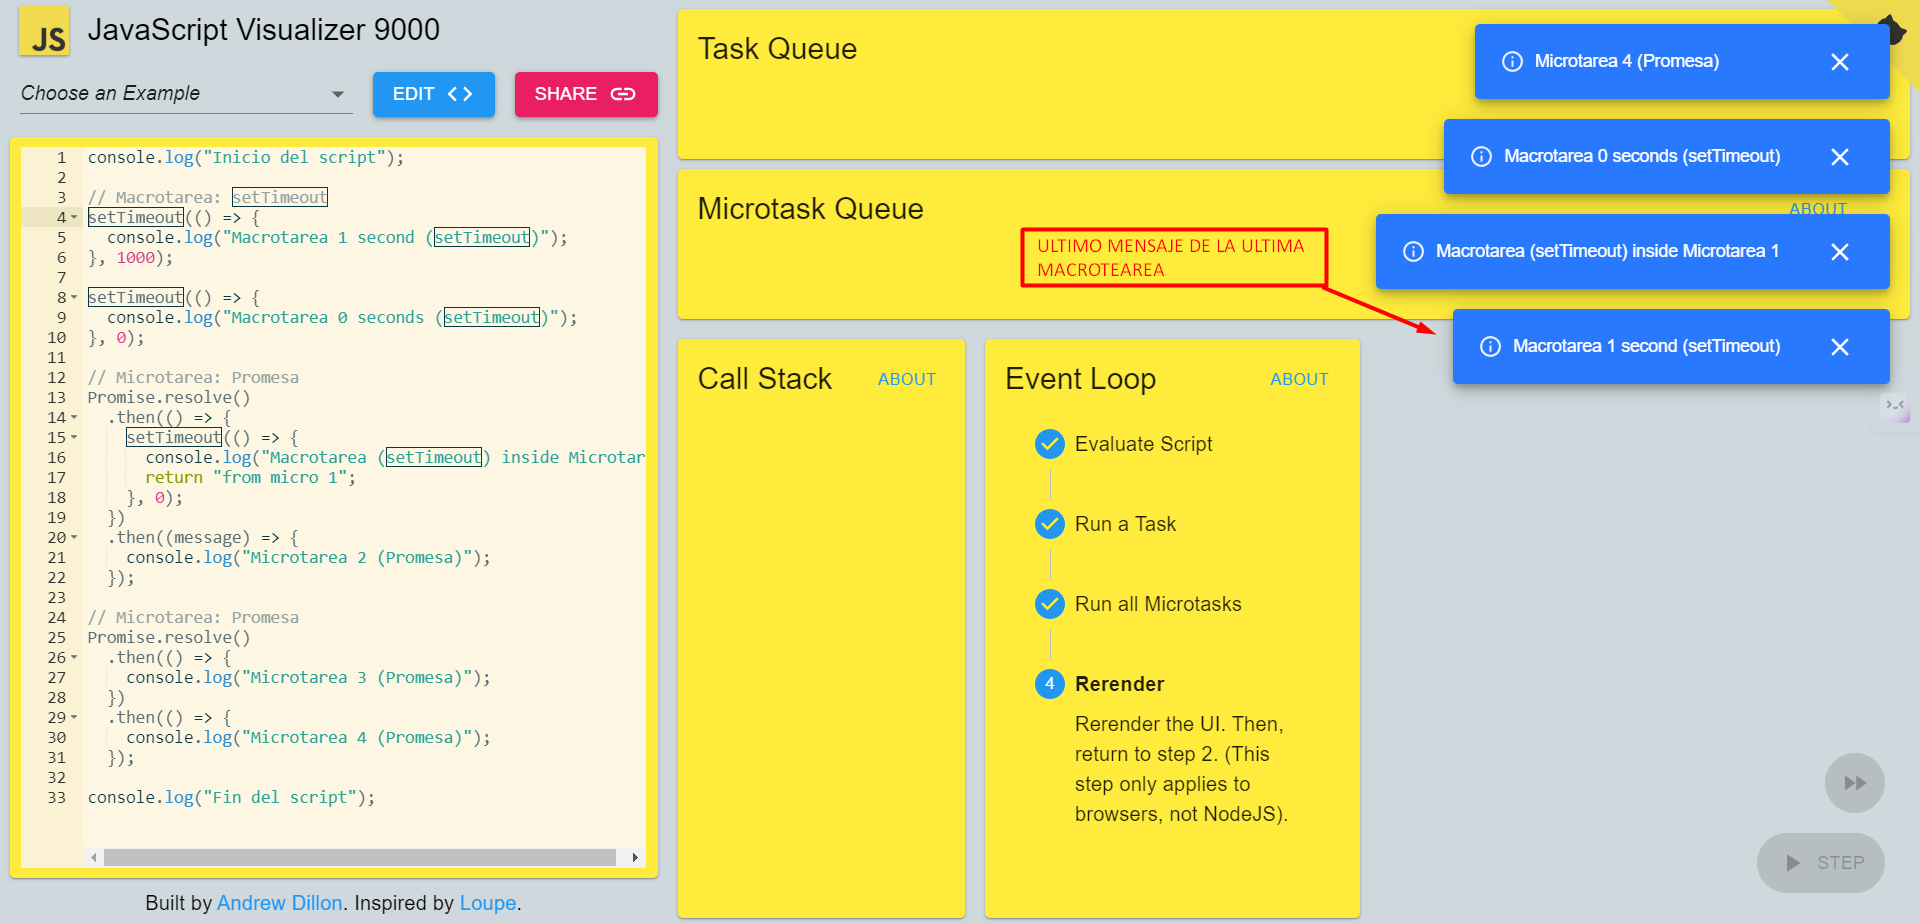 JS
JavaScript Visualizer 9000
Choose an Example
EDIT <>
SHARE
1 console.log("Inicio del script");
2
3 // Macrotarea: setTimeout
4 setTimeout(() => {
5   console.log("Macrotarea 1 second (setTimeout)");
6 }, 1000);
7
8 setTimeout(() => {
9   console.log("Macrotarea 0 seconds (setTimeout)");
10 }, 0);
11
12 // Microtarea: Promesa
13 Promise.resolve()
14   .then(() => {
15     setTimeout(() => {
16       console.log("Macrotarea (setTimeout) inside Microtar
17       return "from micro 1";
18     }, 0);
19   })
20   .then((message) => {
21     console.log("Microtarea 2 (Promesa)");
22   });
23
24 // Microtarea: Promesa
25 Promise.resolve()
26   .then(() => {
27     console.log("Microtarea 3 (Promesa)");
28   })
29   .then(() => {
30     console.log("Microtarea 4 (Promesa)");
31   });
32
33 console.log("Fin del script");
Built by Andrew Dillon. Inspired by Loupe.
Task Queue
Microtask Queue
ABOUT
ULTIMO MENSAJE DE LA ULTIMA
MACROTEAREA
Microtarea 4 (Promesa)
Macrotarea 0 seconds (setTimeout)
Macrotarea (setTimeout) inside Microtarea 1
Macrotarea 1 second (setTimeout)
Call Stack
ABOUT
Event Loop
ABOUT
Evaluate Script
Run a Task
Run all Microtasks
4 Rerender
Rerender the UI. Then,
return to step 2. (This
step only applies to
browsers, not NodeJS).
STEP